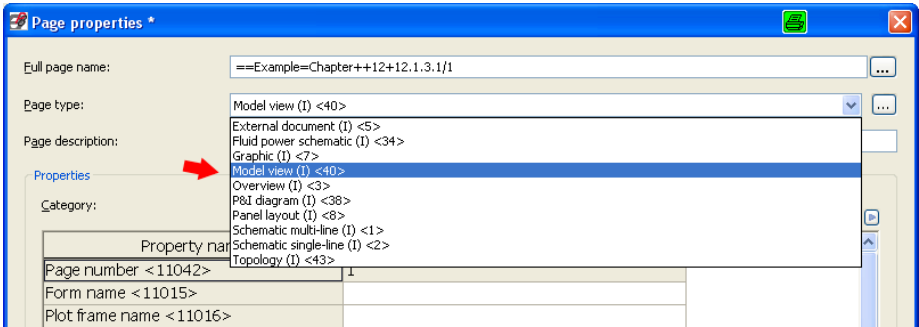 Page properties *
Full page name:
==Example=Chapter++12+12.1.3.1/1
...
Page type:
Model view (I) <40>
...
Page description:
External document (I) <5>
Fluid power schematic (I) <34>
Graphic (I) <7>
Model view (I) <40>
Overview (I) <3>
P&I diagram (I) <38>
Panel layout (I) <8>
Schematic multi-line (I) <1>
Schematic single-line (I) <2>
Topology (I) <43>
Properties
Category:
Property nar
Page number <11042>
1
Form name <11015>
Plot frame name <11016>